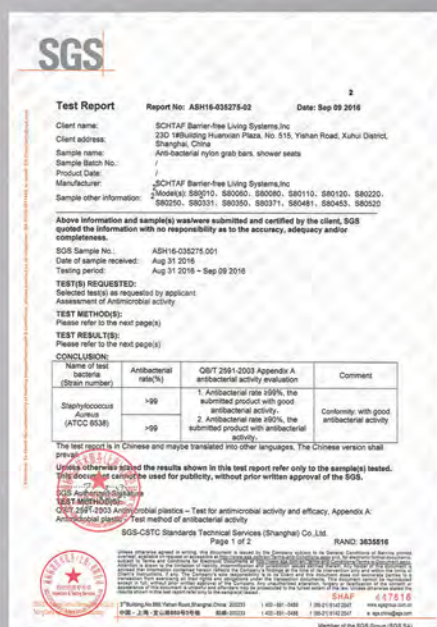 SGS
2
Test Report Report No: ASH16-035275-02 Date: Sep 09 2016
Client name: SCHTAF Barrier-free Living Systems,Inc
Client address: 23D 1#Building Huanxian Plaza, No. 515, Yishan Road, Xuhui District, Shanghai, China
Sample name: Anti-bacterial nylon grab bars, shower seats
Sample Batch No.: /
Product Date: /
Manufacturer: SCHTAF Barrier-free Living Systems,Inc
Sample other information: Model(s): S80010、S80060、S80080、S80110、S80120、S80220、
S80250、S80331、S80350、S80371、S80481、S80453、S80520
Above information and sample(s) was/were submitted and certified by the client, SGS
quoted the information with no responsibility as to the accuracy, adequacy and/or
completeness.
SGS Sample No.: ASH16-035275.001
Date of sample received: Aug 31 2016
Testing period: Aug 31 2016 ~ Sep 09 2016
TEST(S) REQUESTED:
Selected test(s) as requested by applicant
Assessment of Antimicrobial activity
TEST METHOD(S):
Please refer to the next page(s)
TEST RESULT(S):
Please refer to the next page(s)
CONCLUSION:
Name of test bacteria (Strain number) Antibacterial rate(%) QB/T 2591-2003 Appendix A antibacterial activity evaluation Comment
Staphylococcus Aureus (ATCC 6538) >99 1. Antibacterial rate ≥99%, the submitted product with good antibacterial activity. Conformity, with good antibacterial activity
>99 2. Antibacterial rate ≥90%, the submitted product with antibacterial activity.
The test report is in Chinese and maybe translated into other languages. The Chinese version shall
prevail
Unless otherwise stated the results shown in this test report refer only to the sample(s) tested.
This document cannot be used for publicity, without prior written approval of the SGS.
SGS Authorized Signature
TEST METHOD(S):
QB/T 2591-2003 Antimicrobial plastics – Test for antimicrobial activity and efficacy, Appendix A:
Antimicrobial plastic – Test method of antibacterial activity
SGS-CSTC Standards Technical Services (Shanghai) Co.,Ltd.
Page 1 of 2 RAND: 3635516
SHAF 447616
Member of the SGS Group (SGS SA)